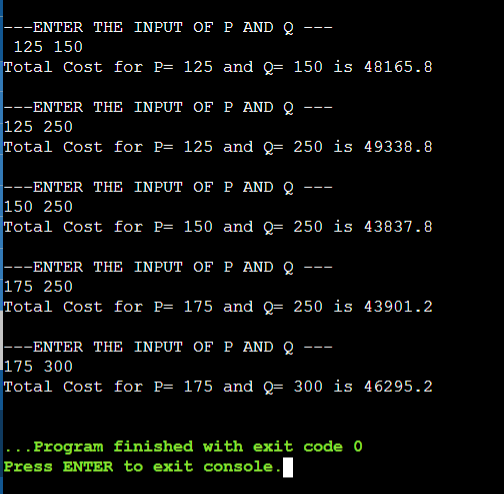 ---ENTER THE INPUT OF P AND Q ---
 125 150
Total Cost for P= 125 and Q= 150 is 48165.8
---ENTER THE INPUT OF P AND Q ---
125 250
Total Cost for P= 125 and Q= 250 is 49338.8
---ENTER THE INPUT OF P AND Q ---
150 250
Total Cost for P= 150 and Q= 250 is 43837.8
---ENTER THE INPUT OF P AND Q ---
175 250
Total Cost for P= 175 and Q= 250 is 43901.2
---ENTER THE INPUT OF P AND Q ---
175 300
Total Cost for P= 175 and Q= 300 is 46295.2
...Program finished with exit code 0
Press ENTER to exit console.